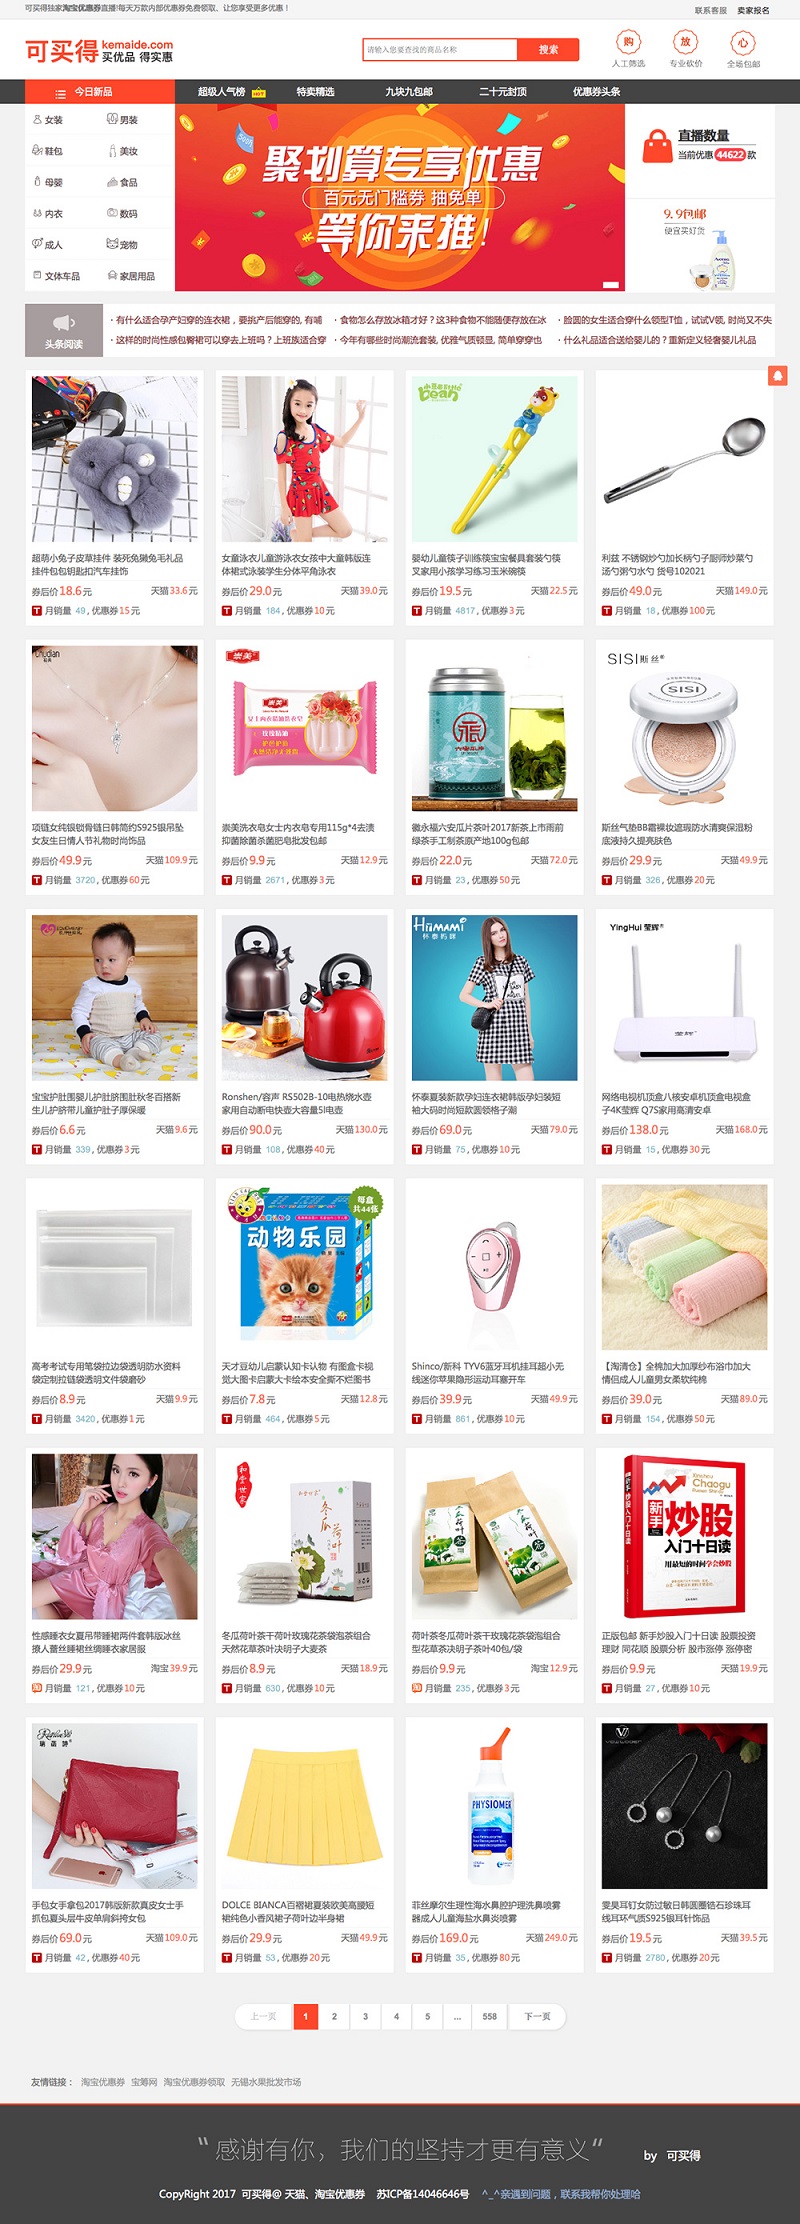 可买得独家淘宝优惠券直播!每天万款内部优惠券免费领取、让您享受更多优惠！
联系客服 卖家报名
可买得 kemaide.com
买优品 得实惠
请输入您要查找的商品名称 搜索
购 放 心
人工筛选 专业砍价 全场包邮
今日新品 超级人气榜 特卖精选 九块九包邮 二十元封顶 优惠券头条
女装 男装
鞋包 美妆
母婴 食品
内衣 数码
成人 宠物
文体车品 家居用品
聚划算专享优惠
百元无门槛券 抽免单
等你来推!
直播数量
当前优惠 44622 款
9.9包邮
便宜买好货
头条阅读
· 有什么适合孕产妇穿的连衣裙，要挑产后能穿的, 有哺 · 食物怎么存放冰箱才好？这3种食物不能随便存放在冰 · 脸圆的女生适合穿什么领型T恤，试试V领, 时尚又不失
· 这样的时尚性感包臀裙可以穿去上班吗？上班族适合穿 · 今年有哪些时尚潮流套装, 优雅气质顿显, 简单穿穿也 · 什么礼品适合送给婴儿的？重新定义轻奢婴儿礼品
超萌小兔子皮草挂件 装死兔獭兔毛礼品
挂件包包钥匙扣汽车挂饰
券后价18.6元 天猫33.6元
月销量 49, 优惠券15元
女童泳衣儿童游泳衣女孩中大童韩版连
体裙式泳装学生分体平角泳衣
券后价29.0元 天猫39.0元
月销量 184, 优惠券10元
bean
婴幼儿童筷子训练筷宝宝餐具套装勺筷
叉家用小孩学习练习玉米碗筷
券后价19.5元 天猫22.5元
月销量 4817, 优惠券3元
利兹 不锈钢炒勺加长柄勺子厨师炒菜勺
汤勺粥勺水勺 货号102021
券后价49.0元 天猫149.0元
月销量 18, 优惠券100元
项链女纯银锁骨链日韩简约S925银吊坠
女友生日情人节礼物时尚饰品
券后价49.9元 天猫109.9元
月销量 3720, 优惠券60元
崇美
崇美洗衣皂女士内衣皂专用115g*4去渍
抑菌除菌杀菌肥皂批发包邮
券后价9.9元 天猫12.9元
月销量 2671, 优惠券3元
徽永福六安瓜片茶叶2017新茶上市雨前
绿茶手工制茶原产地100g包邮
券后价22.0元 天猫72.0元
月销量 23, 优惠券50元
SISI斯丝®
SISI
斯丝气垫BB霜裸妆遮瑕防水清爽保湿粉
底液持久提亮肤色
券后价29.9元 天猫49.9元
月销量 326, 优惠券20元
宝宝护肚围婴儿护肚脐围肚秋冬百搭新
生儿护脐带儿童护肚子厚保暖
券后价6.6元 天猫9.6元
月销量 339, 优惠券3元
Ronshen/容声 RS502B-10电热烧水壶
家用自动断电快壶大容量5l电壶
券后价90.0元 天猫130.0元
月销量 108, 优惠券40元
怀泰妈咪
怀泰夏装新款孕妇连衣裙韩版孕妇装短
袖大码时尚短款圆领格子潮
券后价69.0元 天猫79.0元
月销量 75, 优惠券10元
YingHui 莹辉®
网络电视机顶盒八核安卓机顶盒电视盒
子4K莹辉 Q7S家用高清安卓
券后价138.0元 天猫168.0元
月销量 15, 优惠券30元
高考考试专用笔袋拉边袋透明防水资料
袋定制拉链袋透明文件袋磨砂
券后价8.9元 天猫9.9元
月销量 3420, 优惠券1元
每盒
共44张
动物乐园
天才豆幼儿启蒙认知卡认物 有图盒卡视
觉大图卡启蒙大卡绘本安全撕不烂图书
券后价7.8元 天猫12.8元
月销量 464, 优惠券5元
Shinco/新科 TYV6蓝牙耳机挂耳超小无
线迷你苹果隐形运动耳塞开车
券后价39.9元 天猫49.9元
月销量 861, 优惠券10元
【淘清仓】全棉加大加厚纱布浴巾加大
情侣成人儿童男女柔软纯棉
券后价39.0元 天猫89.0元
月销量 154, 优惠券50元
性感睡衣女夏吊带睡裙两件套韩版冰丝
撩人蕾丝睡裙丝绸睡衣家居服
券后价29.9元 淘宝39.9元
月销量 121, 优惠券10元
和堂世家
冬瓜荷叶
冬瓜荷叶茶干荷叶玫瑰花茶袋泡茶组合
天然花草茶叶决明子大麦茶
券后价8.9元 天猫18.9元
月销量 630, 优惠券10元
荷叶茶冬瓜荷叶茶干玫瑰花茶袋泡组合
型花草茶决明子茶叶40包/袋
券后价9.9元 淘宝12.9元
月销量 235, 优惠券3元
Chaogu
新手 炒股
入门十日读
用最短的时间学会炒股
正版包邮 新手炒股入门十日读 股票投资
理财 同花顺 股票分析 股市涨停 涨停密
券后价9.9元 天猫19.9元
月销量 27, 优惠券10元
手包女手拿包2017韩版新款真皮女士手
抓包夏头层牛皮单肩斜挎女包
券后价69.0元 天猫109.0元
月销量 42, 优惠券40元
DOLCE BIANCA百褶裙夏装欧美高腰短
裙纯色小香风裙子荷叶边半身裙
券后价29.9元 天猫49.9元
月销量 53, 优惠券20元
PHYSIOMER
菲丝摩尔生理性海水鼻腔护理洗鼻喷雾
器成人儿童海盐水鼻炎喷雾
券后价169.0元 天猫249.0元
月销量 35, 优惠券80元
雯昊耳钉女防过敏日韩圆圈锆石珍珠耳
线耳环气质S925银耳针饰品
券后价19.5元 天猫39.5元
月销量 2780, 优惠券20元
上一页 1 2 3 4 5 ... 558 下一页
友情链接： 淘宝优惠券 宝筹网 淘宝优惠券领取 无锡水果批发市场
“ 感谢有你，我们的坚持才更有意义 ” by 可买得
CopyRight 2017 可买得@ 天猫、淘宝优惠券 苏ICP备14046646号 ^_^亲遇到问题，联系我帮你处理哈